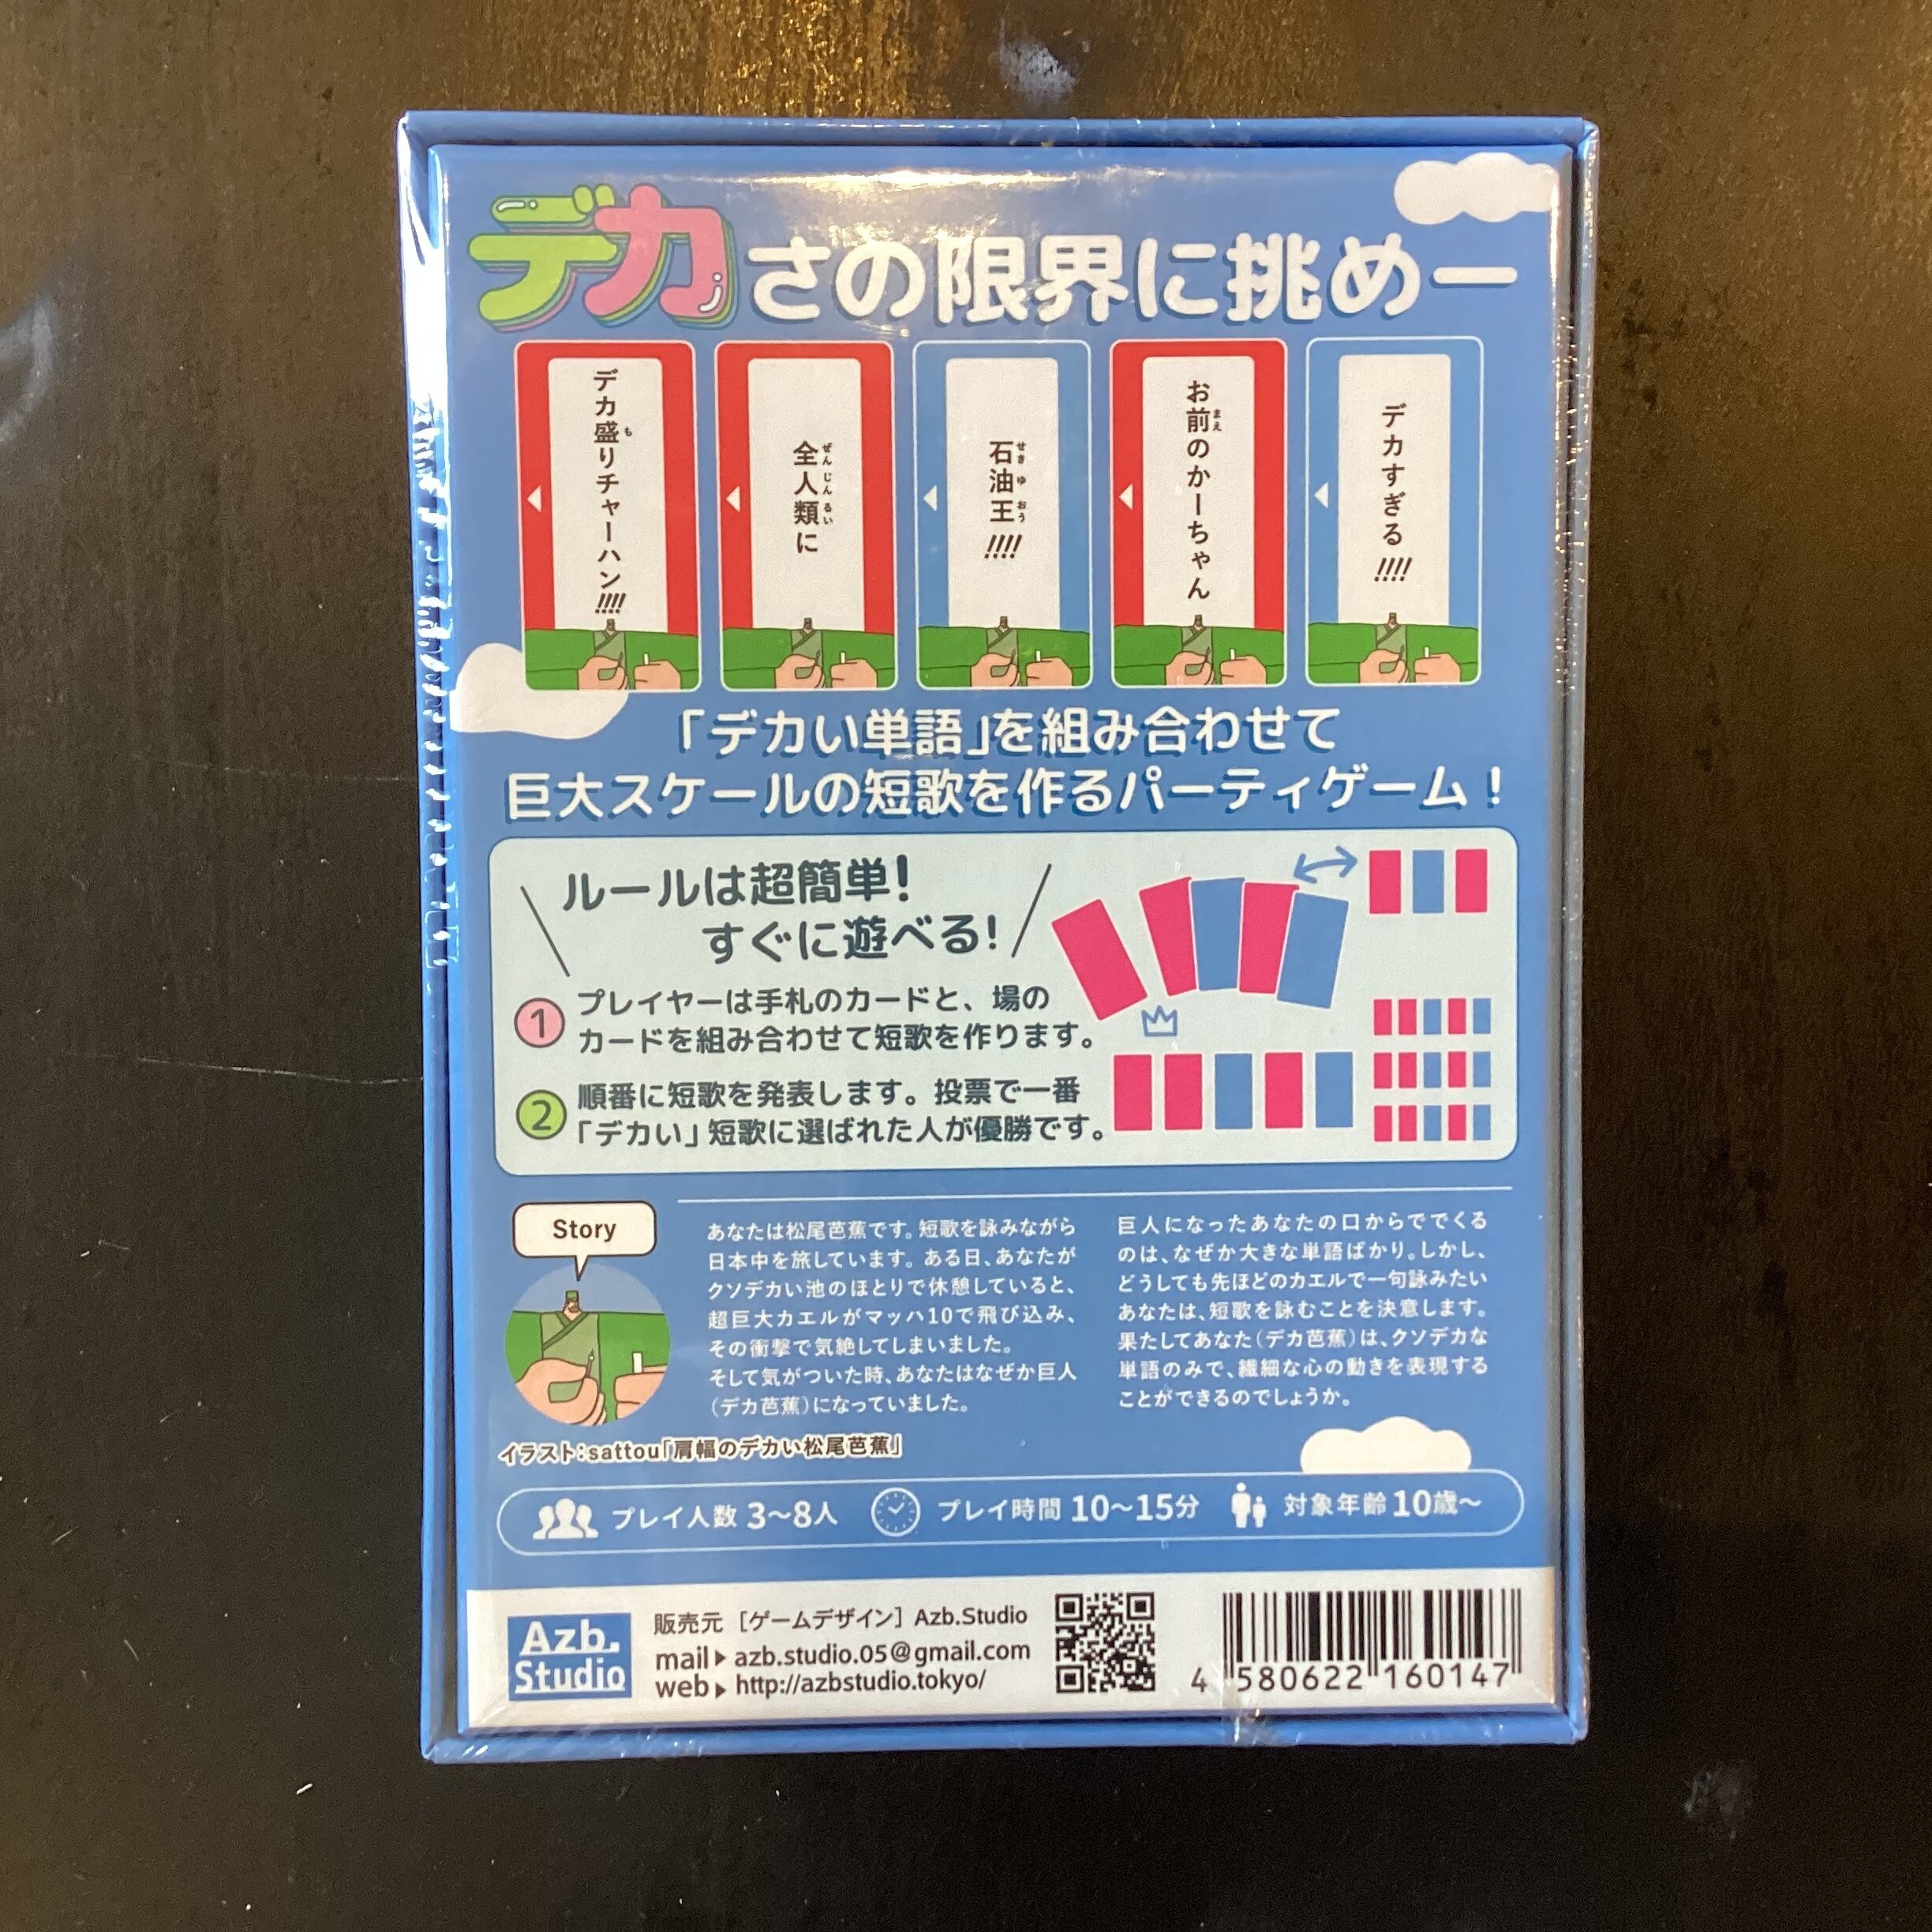 デカさの限界に挑めー
デカすぎる!!!!
お前のかーちゃん
まえ
石油王!!!!
せきゆおう
全人類に
ぜんじんるい
デカ盛りチャーハン!!!!
も
「デカい単語」を組み合わせて
巨大スケールの短歌を作るパーティゲーム！
ルールは超簡単！
すぐに遊べる！
1 プレイヤーは手札のカードと、場の
カードを組み合わせて短歌を作ります。
2 順番に短歌を発表します。投票で一番
「デカい」短歌に選ばれた人が優勝です。
Story
あなたは松尾芭蕉です。短歌を詠みながら
日本中を旅しています。ある日、あなたが
クソデカい池のほとりで休憩していると、
超巨大カエルがマッハ10で飛び込み、
その衝撃で気絶してしまいました。
そして気がついた時、あなたはなぜか巨人
（デカ芭蕉）になっていました。
巨人になったあなたの口からでてくる
のは、なぜか大きな単語ばかり。しかし、
どうしても先ほどのカエルで一句詠みたい
あなたは、短歌を詠むことを決意します。
果たしてあなた（デカ芭蕉）は、クソデカな
単語のみで、繊細な心の動きを表現する
ことができるのでしょうか。
イラスト：sattou「肩幅のデカい松尾芭蕉」
プレイ人数 3〜8人
プレイ時間 10〜15分
対象年齢 10歳〜
Azb.
Studio
販売元 ［ゲームデザイン］ Azb.Studio
mail▶ azb.studio.05@gmail.com
web▶ http://azbstudio.tokyo/
4 580622 160147